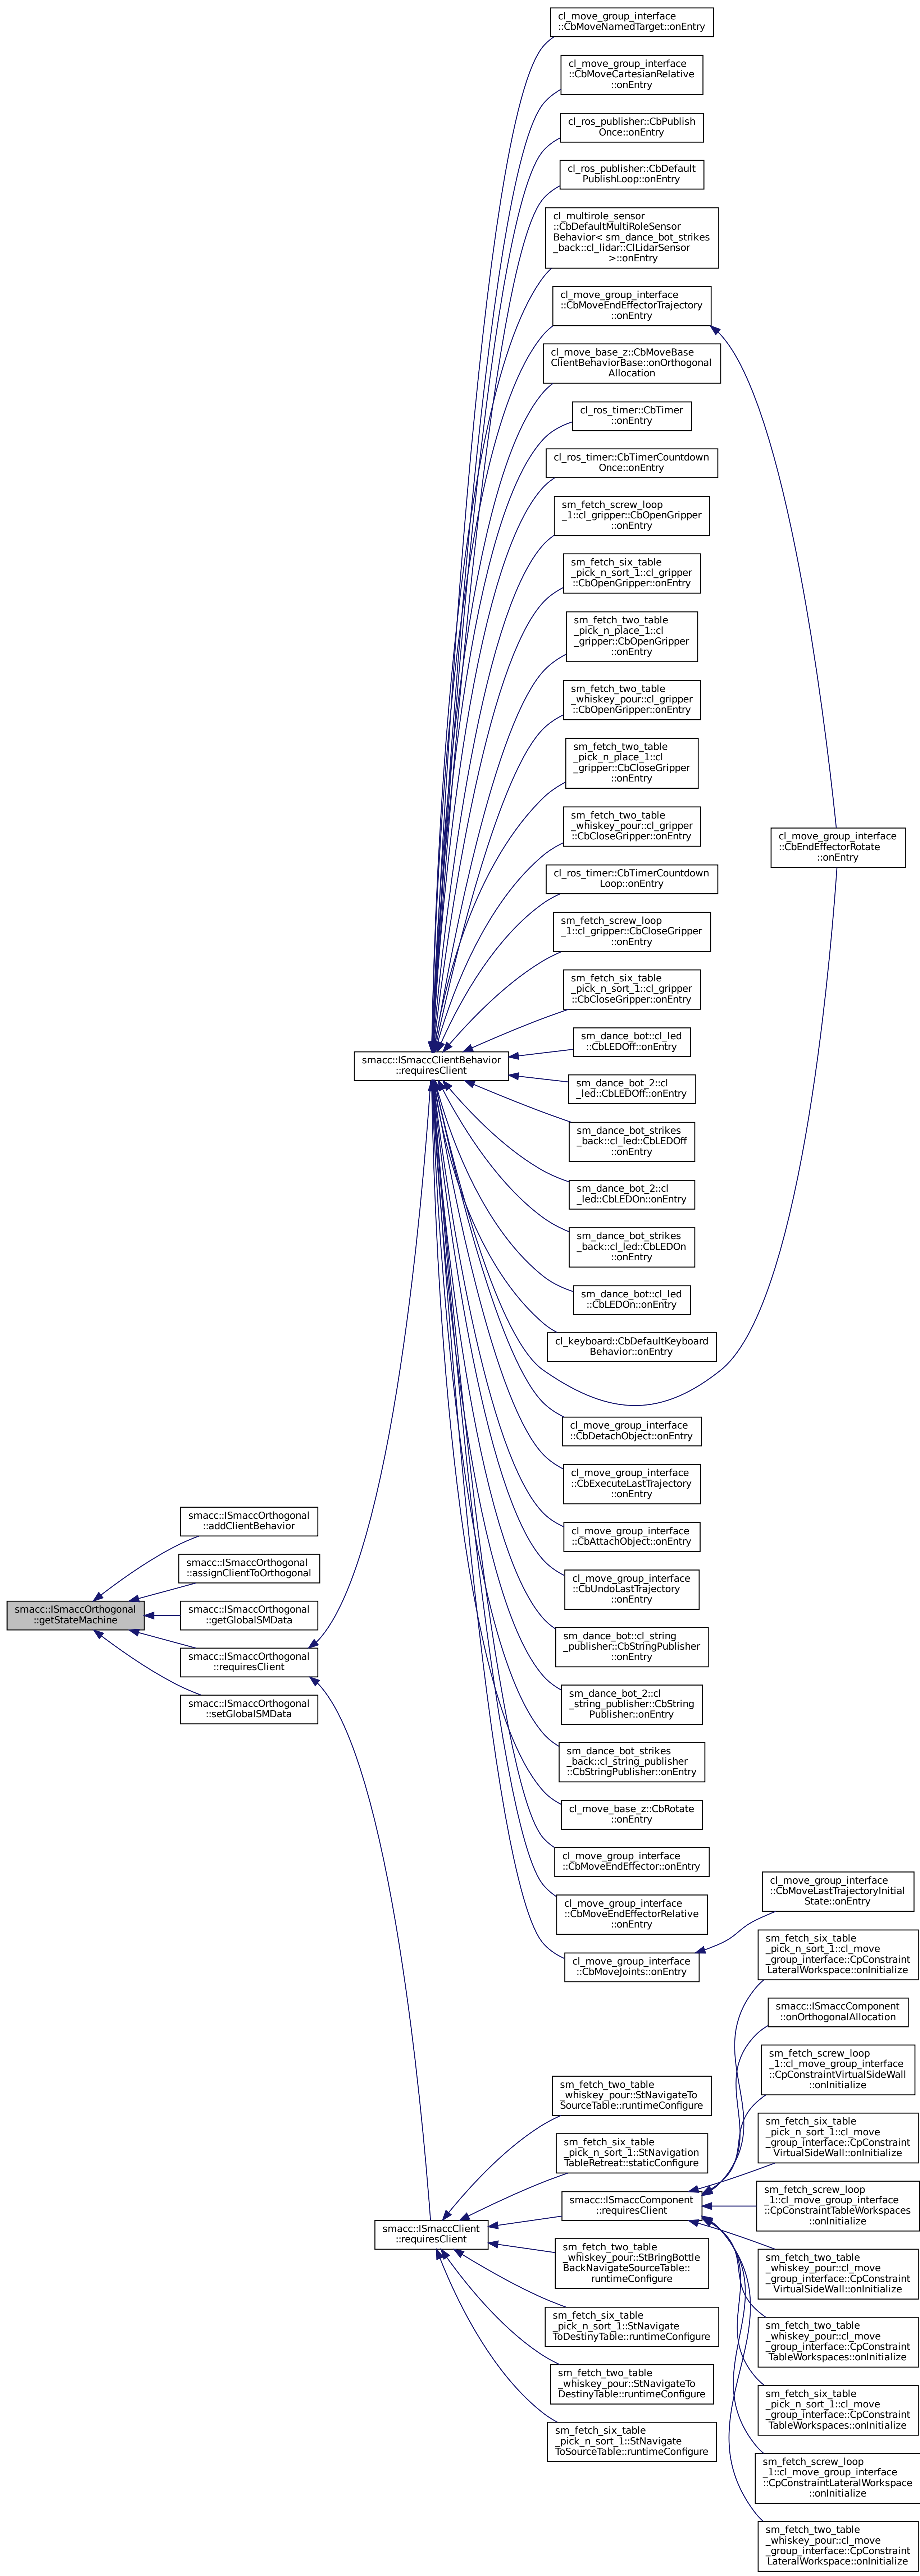 cl_move_group_interface
::CbMoveNamedTarget::onEntry
cl_move_group_interface
::CbMoveCartesianRelative
::onEntry
cl_ros_publisher::CbPublish
Once::onEntry
cl_ros_publisher::CbDefault
PublishLoop::onEntry
cl_multirole_sensor
::CbDefaultMultiRoleSensor
Behavior< sm_dance_bot_strikes
_back::cl_lidar::ClLidarSensor
>::onEntry
cl_move_group_interface
::CbMoveEndEffectorTrajectory
::onEntry
cl_move_base_z::CbMoveBase
ClientBehaviorBase::onOrthogonal
Allocation
cl_ros_timer::CbTimer
::onEntry
cl_ros_timer::CbTimerCountdown
Once::onEntry
sm_fetch_screw_loop
_1::cl_gripper::CbOpenGripper
::onEntry
sm_fetch_six_table
_pick_n_sort_1::cl_gripper
::CbOpenGripper::onEntry
sm_fetch_two_table
_pick_n_place_1::cl
_gripper::CbOpenGripper
::onEntry
sm_fetch_two_table
_whiskey_pour::cl_gripper
::CbOpenGripper::onEntry
sm_fetch_two_table
_pick_n_place_1::cl
_gripper::CbCloseGripper
::onEntry
sm_fetch_two_table
_whiskey_pour::cl_gripper
::CbCloseGripper::onEntry
cl_move_group_interface
::CbEndEffectorRotate
::onEntry
cl_ros_timer::CbTimerCountdown
Loop::onEntry
sm_fetch_screw_loop
_1::cl_gripper::CbCloseGripper
::onEntry
sm_fetch_six_table
_pick_n_sort_1::cl_gripper
::CbCloseGripper::onEntry
sm_dance_bot::cl_led
::CbLEDOff::onEntry
smacc::ISmaccClientBehavior
::requiresClient
sm_dance_bot_2::cl
_led::CbLEDOff::onEntry
sm_dance_bot_strikes
_back::cl_led::CbLEDOff
::onEntry
sm_dance_bot_2::cl
_led::CbLEDOn::onEntry
sm_dance_bot_strikes
_back::cl_led::CbLEDOn
::onEntry
sm_dance_bot::cl_led
::CbLEDOn::onEntry
cl_keyboard::CbDefaultKeyboard
Behavior::onEntry
cl_move_group_interface
::CbDetachObject::onEntry
cl_move_group_interface
::CbExecuteLastTrajectory
::onEntry
cl_move_group_interface
::CbAttachObject::onEntry
cl_move_group_interface
::CbUndoLastTrajectory
::onEntry
smacc::ISmaccOrthogonal
::addClientBehavior
smacc::ISmaccOrthogonal
::assignClientToOrthogonal
smacc::ISmaccOrthogonal
::getStateMachine
smacc::ISmaccOrthogonal
::getGlobalSMData
smacc::ISmaccOrthogonal
::requiresClient
smacc::ISmaccOrthogonal
::setGlobalSMData
sm_dance_bot::cl_string
_publisher::CbStringPublisher
::onEntry
sm_dance_bot_2::cl
_string_publisher::CbString
Publisher::onEntry
sm_dance_bot_strikes
_back::cl_string_publisher
::CbStringPublisher::onEntry
cl_move_base_z::CbRotate
::onEntry
cl_move_group_interface
::CbMoveEndEffector::onEntry
cl_move_group_interface
::CbMoveEndEffectorRelative
::onEntry
cl_move_group_interface
::CbMoveJoints::onEntry
cl_move_group_interface
::CbMoveLastTrajectoryInitial
State::onEntry
sm_fetch_six_table
_pick_n_sort_1::cl_move
_group_interface::CpConstraint
LateralWorkspace::onInitialize
smacc::ISmaccComponent
::onOrthogonalAllocation
sm_fetch_screw_loop
_1::cl_move_group_interface
::CpConstraintVirtualSideWall
::onInitialize
sm_fetch_six_table
_pick_n_sort_1::cl_move
_group_interface::CpConstraint
VirtualSideWall::onInitialize
sm_fetch_two_table
_whiskey_pour::StNavigateTo
SourceTable::runtimeConfigure
sm_fetch_six_table
_pick_n_sort_1::StNavigation
TableRetreat::staticConfigure
smacc::ISmaccComponent
::requiresClient
sm_fetch_screw_loop
_1::cl_move_group_interface
::CpConstraintTableWorkspaces
::onInitialize
smacc::ISmaccClient
::requiresClient
sm_fetch_two_table
_whiskey_pour::StBringBottle
BackNavigateSourceTable::
runtimeConfigure
sm_fetch_two_table
_whiskey_pour::cl_move
_group_interface::CpConstraint
VirtualSideWall::onInitialize
sm_fetch_six_table
_pick_n_sort_1::StNavigate
ToDestinyTable::runtimeConfigure
sm_fetch_two_table
_whiskey_pour::cl_move
_group_interface::CpConstraint
TableWorkspaces::onInitialize
sm_fetch_two_table
_whiskey_pour::StNavigateTo
DestinyTable::runtimeConfigure
sm_fetch_six_table
_pick_n_sort_1::cl_move
_group_interface::CpConstraint
TableWorkspaces::onInitialize
sm_fetch_six_table
_pick_n_sort_1::StNavigate
ToSourceTable::runtimeConfigure
sm_fetch_screw_loop
_1::cl_move_group_interface
::CpConstraintLateralWorkspace
::onInitialize
sm_fetch_two_table
_whiskey_pour::cl_move
_group_interface::CpConstraint
LateralWorkspace::onInitialize